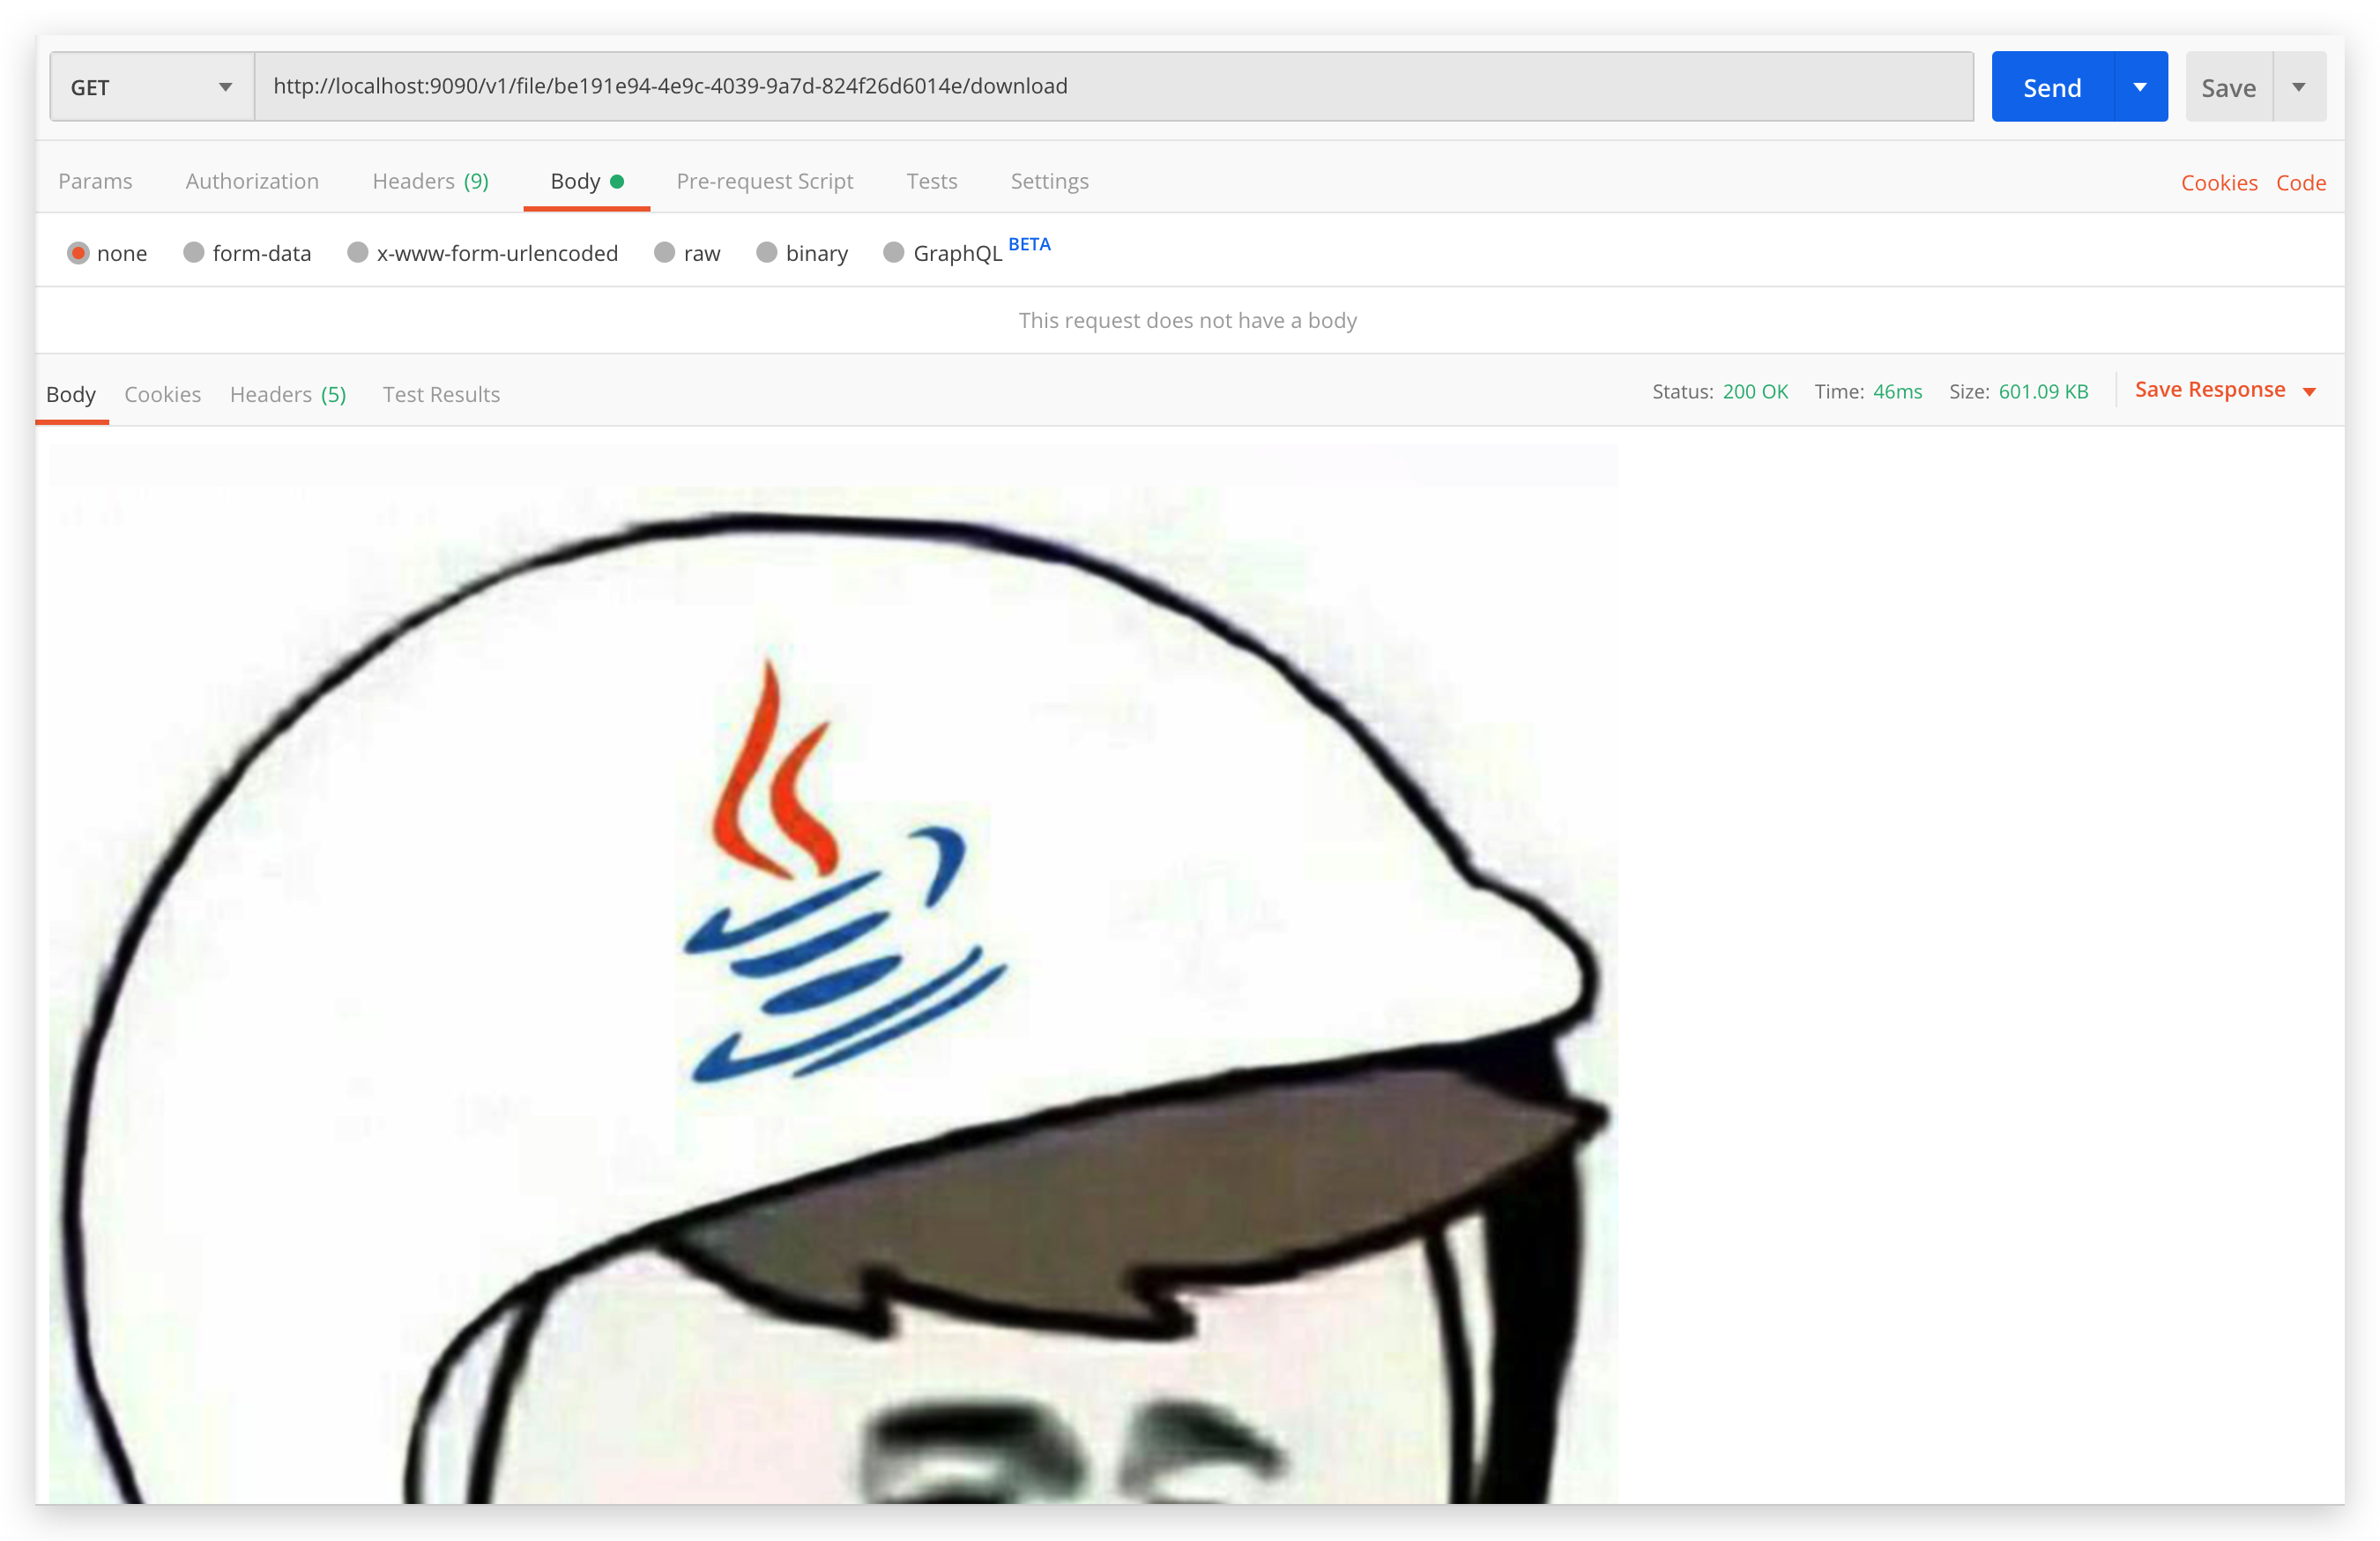 GET http://localhost:9090/v1/file/be191e94-4e9c-4039-9a7d-824f26d6014e/download Send Save
Params Authorization Headers (9) Body Pre-request Script Tests Settings Cookies Code
none form-data x-www-form-urlencoded raw binary GraphQL BETA
This request does not have a body
Body Cookies Headers (5) Test Results Status: 200 OK Time: 46ms Size: 601.09 KB Save Response